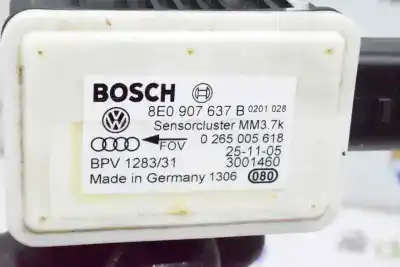 BOSCH
8E0 907 637 B 0201 028
Sensorcluster MM3.7k
FOV 0 265 005 618
BPV 1283/31 25-11-05
3001460
Made in Germany 1306 080